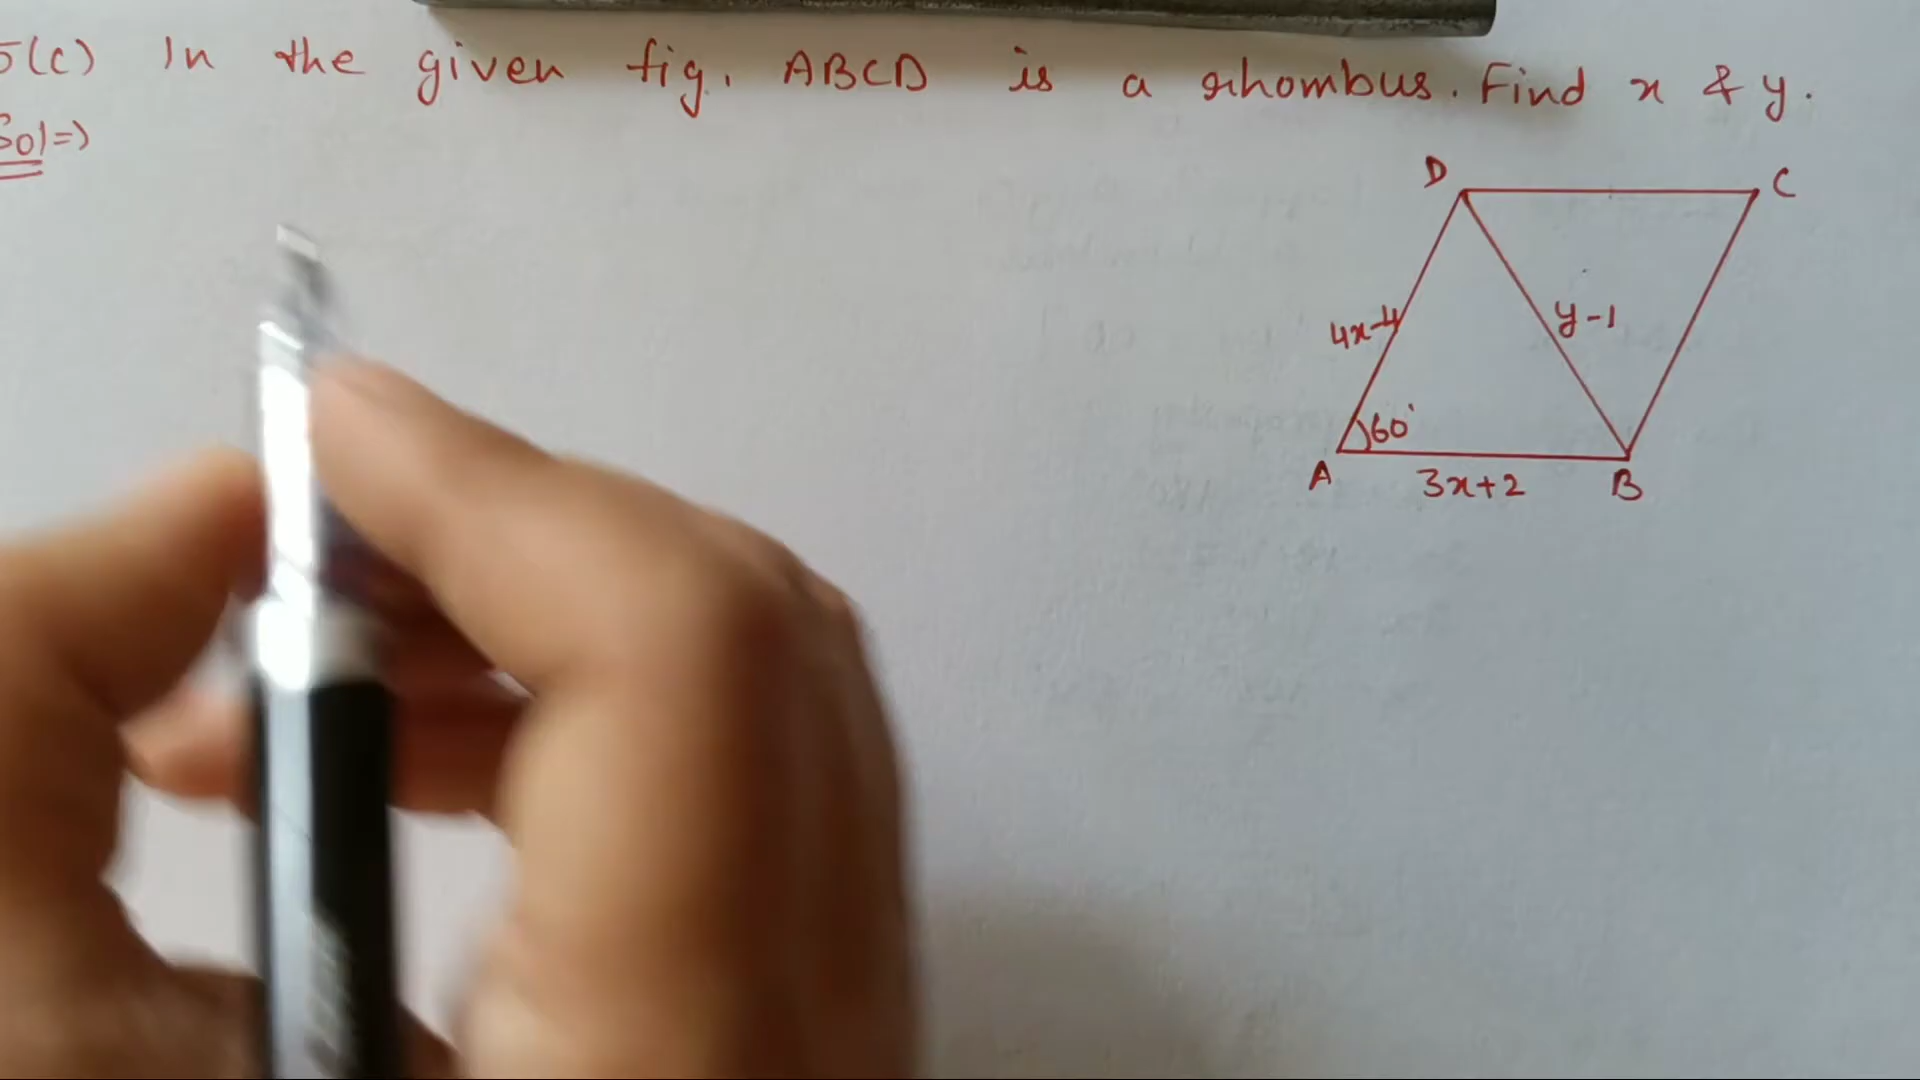 5(c) In the given fig. ABCD is a rhombus. Find x & y.
Sol=>
D C
4x-4 y-1
60°
A 3x+2 B